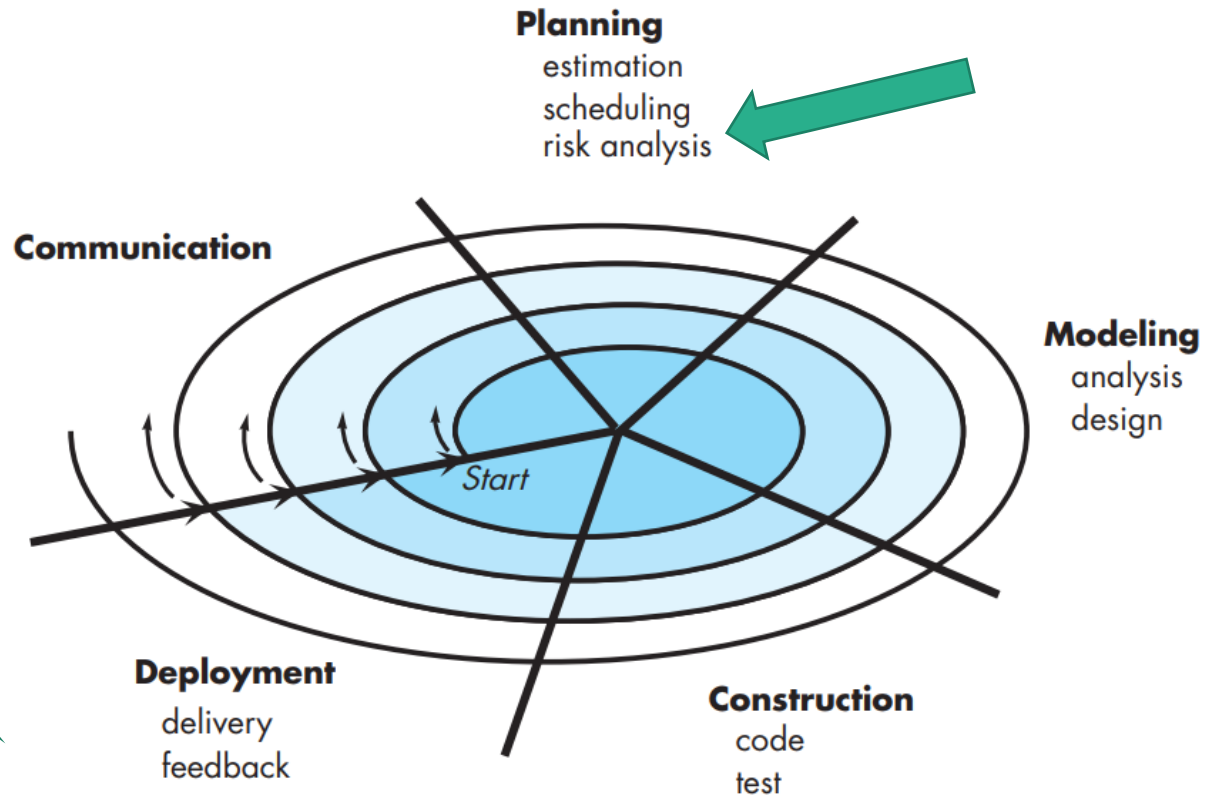 Planning
estimation
scheduling
risk analysis
Communication
Modeling
analysis
design
Start
Deployment
delivery
feedback
Construction
code
test